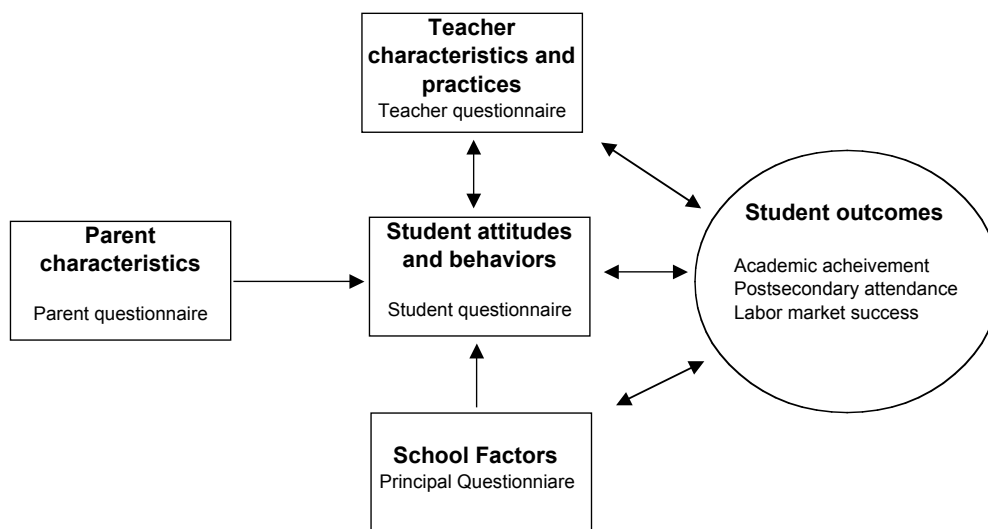 Teacher
characteristics and
practices
Teacher questionnaire
Parent
characteristics
Parent questionnaire
Student attitudes
and behaviors
Student questionnaire
Student outcomes
Academic acheivement
Postsecondary attendance
Labor market success
School Factors
Principal Questionniare